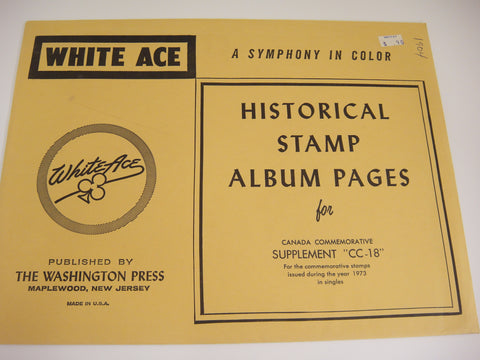 WHITE ACE
A SYMPHONY IN COLOR
HISTORICAL
STAMP
ALBUM PAGES
for
CANADA COMMEMORATIVE
SUPPLEMENT "CC-18"
For the commemorative stamps
issued during the year 1973
in singles
White Ace
PUBLISHED BY
THE WASHINGTON PRESS
MAPLEWOOD, NEW JERSEY
MADE IN U.S.A.